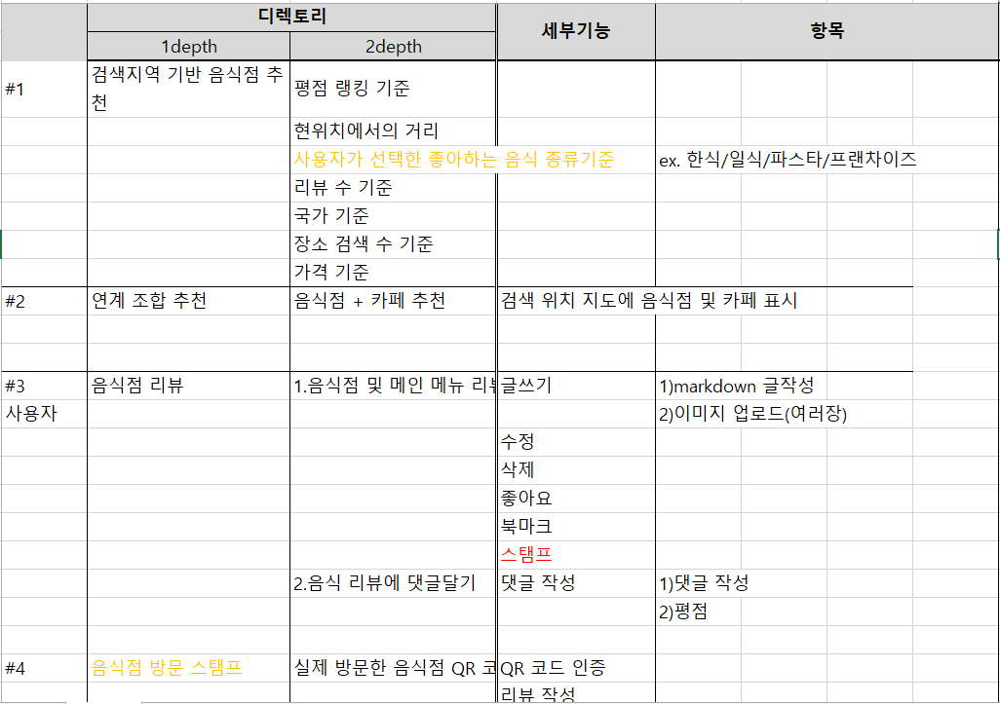 디렉토리
세부기능
항목
1depth
2depth
#1
검색지역 기반 음식점 추
천
평점 랭킹 기준
현위치에서의 거리
사용자가 선택한 좋아하는 음식 종류기준
ex. 한식/일식/파스타/프랜차이즈
리뷰 수 기준
국가 기준
장소 검색 수 기준
가격 기준
#2
연계 조합 추천
음식점 + 카페 추천
검색 위치 지도에 음식점 및 카페 표시
#3
음식점 리뷰
1.음식점 및 메인 메뉴 리뷰
글쓰기
1)markdown 글작성
사용자
2)이미지 업로드(여러장)
수정
삭제
좋아요
북마크
스탬프
2.음식 리뷰에 댓글달기
댓글 작성
1)댓글 작성
2)평점
#4
음식점 방문 스탬프
실제 방문한 음식점 QR
QR 코드 인증
리뷰 작성